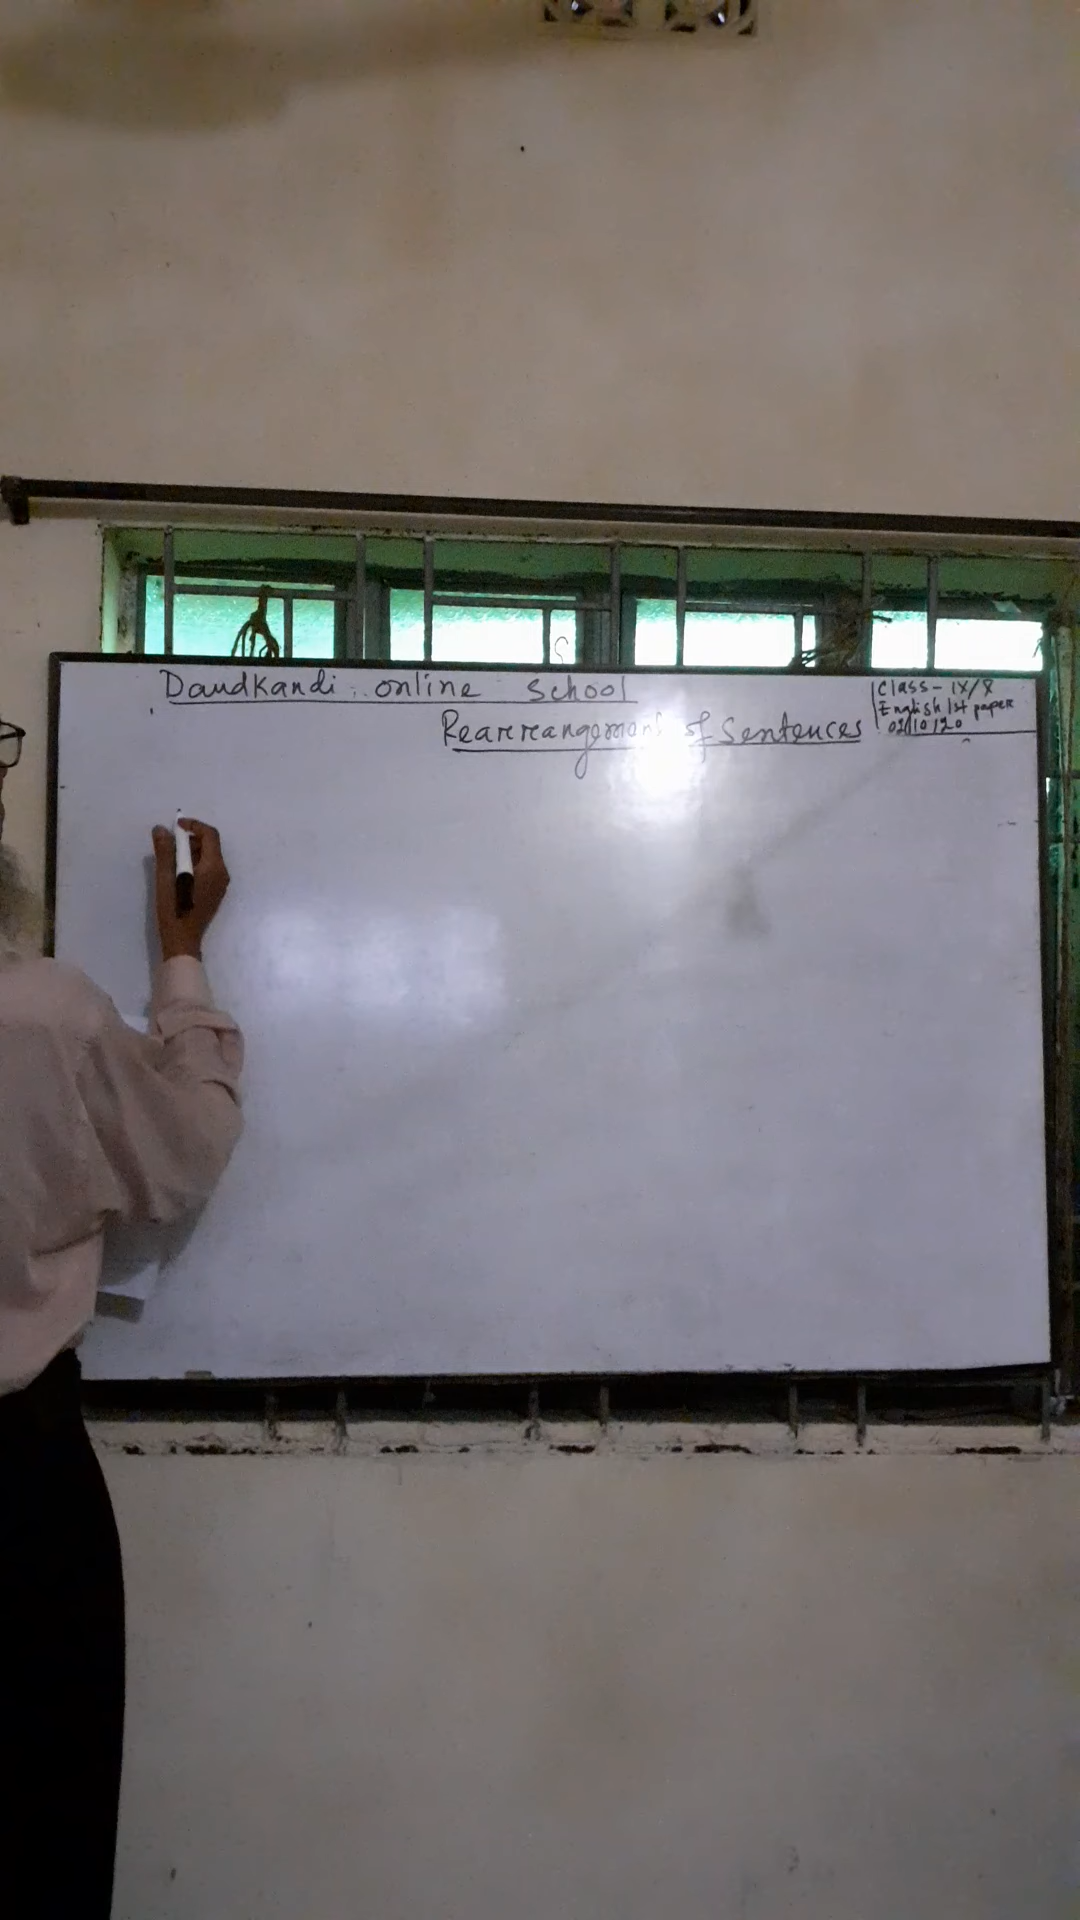 Daudkandi online School
Rearrangement of Sentences
Class - IX/X
English 1st paper
02/10/20